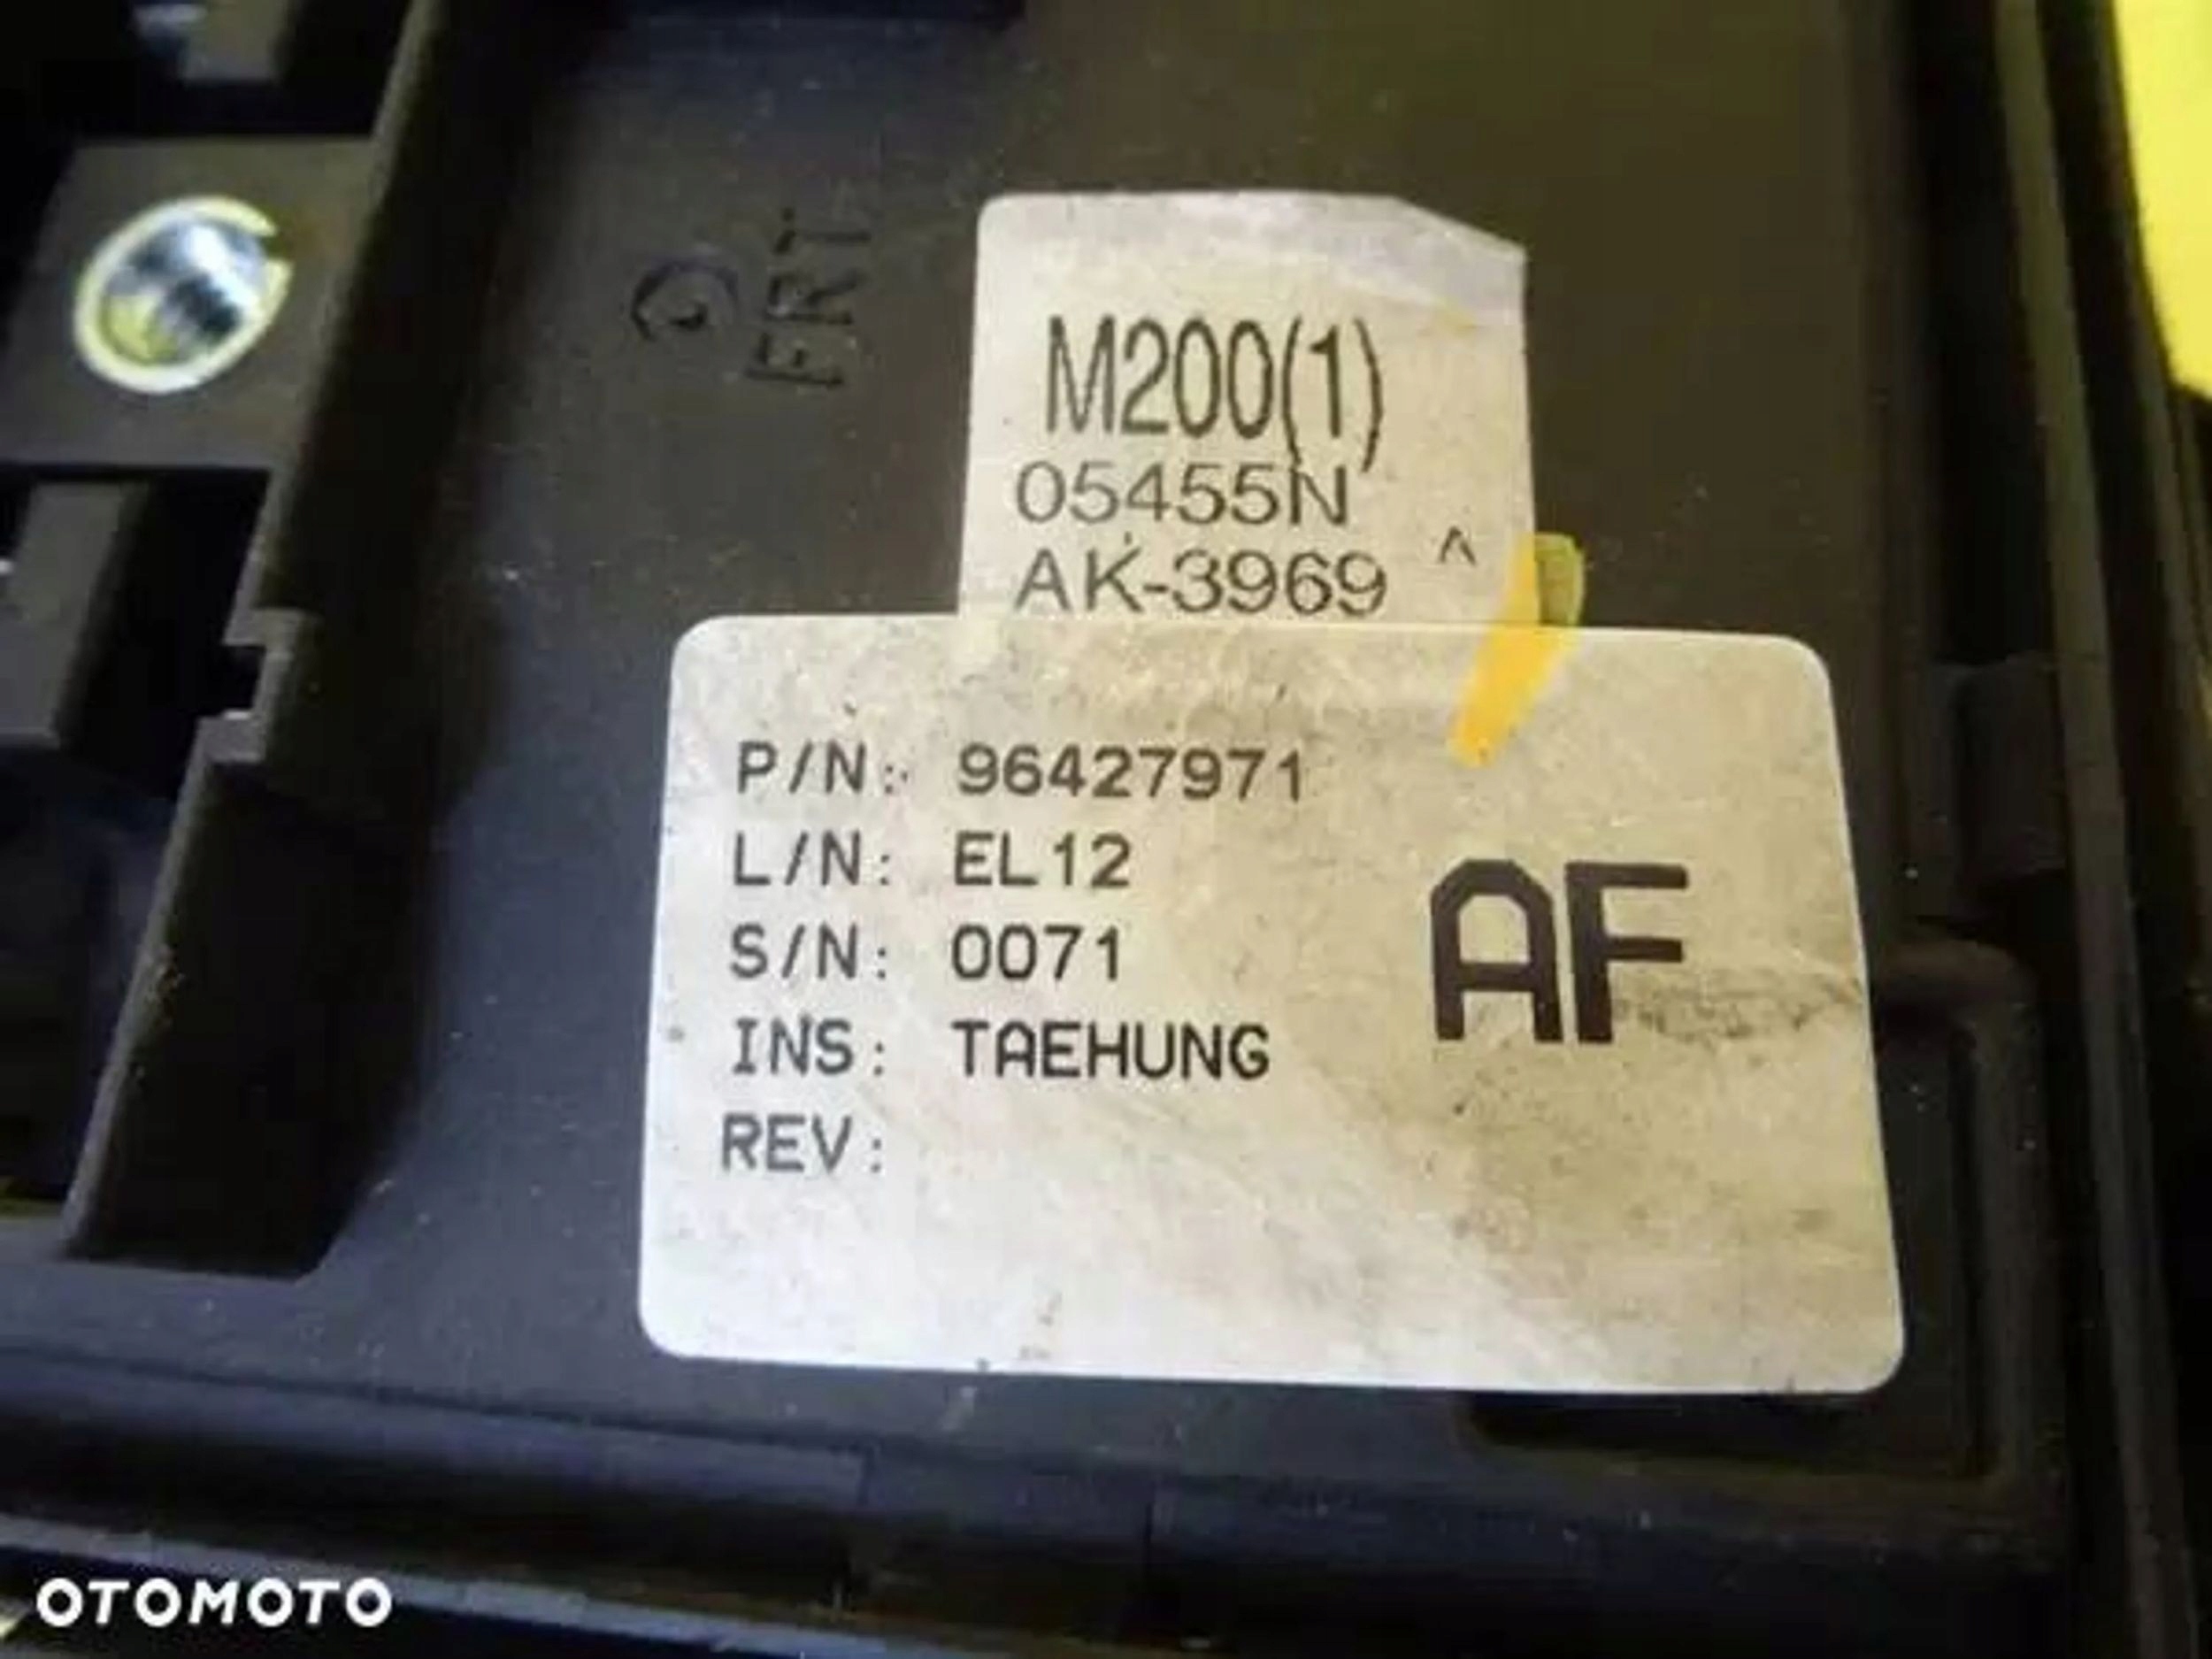 FRT
M200(1)
05455N
AK-3969 ^
P/N: 96427971
L/N: EL12
S/N: 0071
INS: TAEHUNG
REV:
AF
OTOMOTO